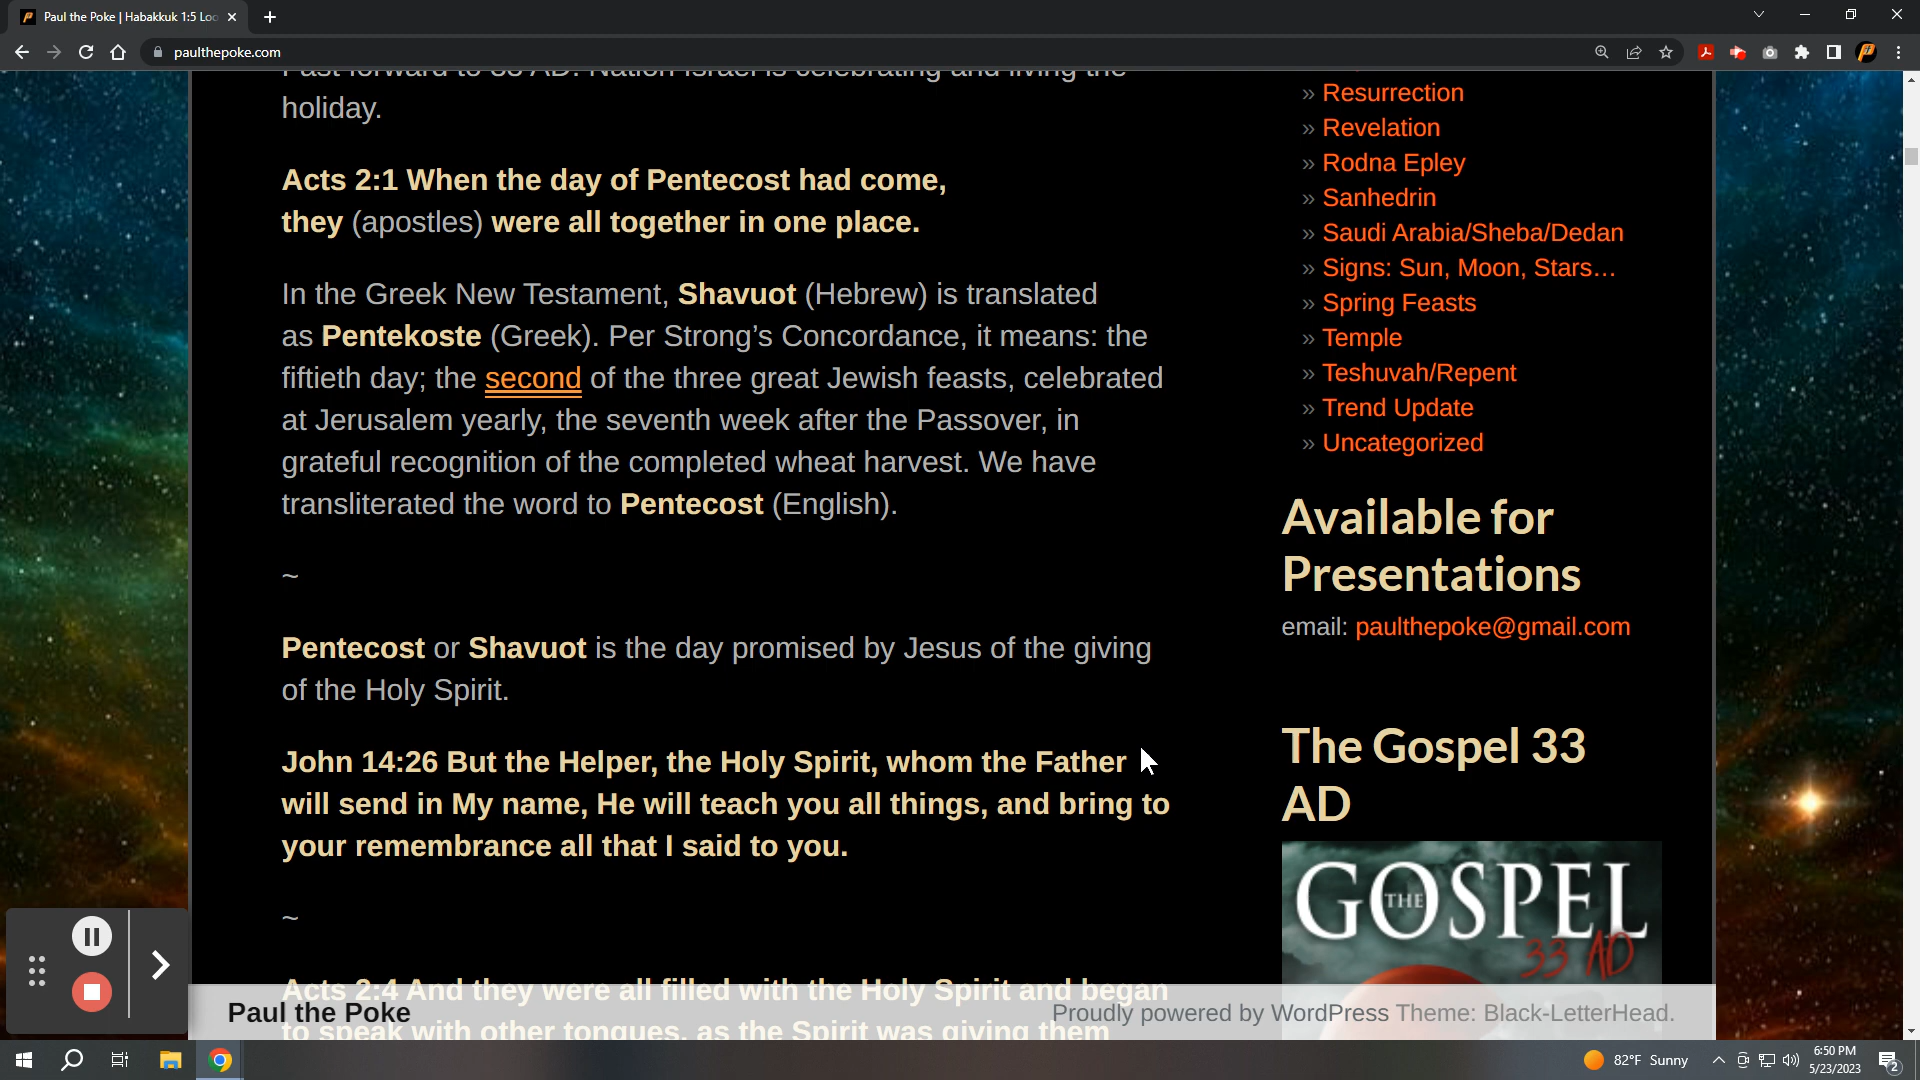 Paul the Poke | Habakkuk 1:5 Loo
paulthepoke.com
holiday.
Acts 2:1 When the day of Pentecost had come,
they (apostles) were all together in one place.
In the Greek New Testament, Shavuot (Hebrew) is translated
as Pentekoste (Greek). Per Strong’s Concordance, it means: the
fiftieth day; the second of the three great Jewish feasts, celebrated
at Jerusalem yearly, the seventh week after the Passover, in
grateful recognition of the completed wheat harvest. We have
transliterated the word to Pentecost (English).
~
Pentecost or Shavuot is the day promised by Jesus of the giving
of the Holy Spirit.
John 14:26 But the Helper, the Holy Spirit, whom the Father
will send in My name, He will teach you all things, and bring to
your remembrance all that I said to you.
~
Acts 2:4 And they were all filled with the Holy Spirit and began
to speak with other tongues, as the Spirit was giving them
» Resurrection
» Revelation
» Rodna Epley
» Sanhedrin
» Saudi Arabia/Sheba/Dedan
» Signs: Sun, Moon, Stars…
» Spring Feasts
» Temple
» Teshuvah/Repent
» Trend Update
» Uncategorized
Available for
Presentations
email: paulthepoke@gmail.com
The Gospel 33
AD
THE GOSPEL
33 AD
Paul the Poke
Proudly powered by WordPress Theme: Black-LetterHead.
82°F Sunny
6:50 PM
5/23/2023
2